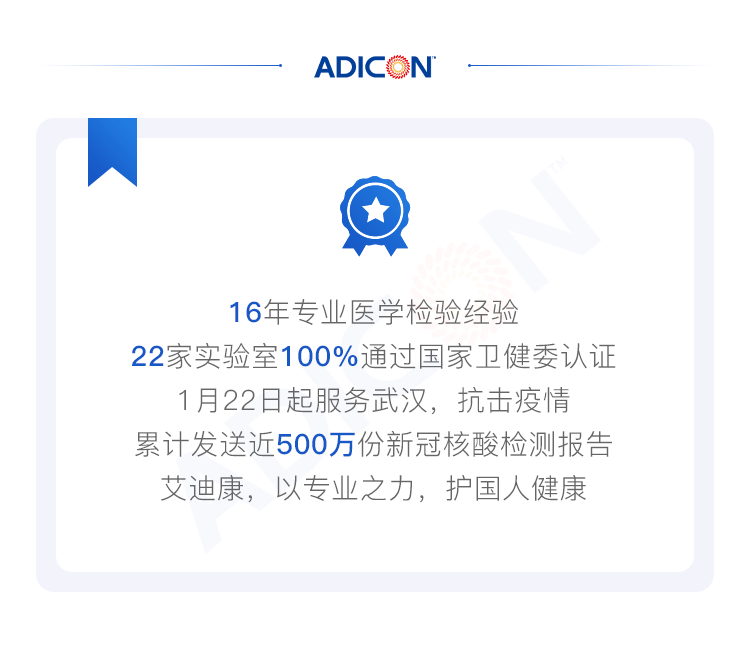 ADICON™
16年专业医学检验经验
22家实验室100%通过国家卫健委认证
1月22日起服务武汉，抗击疫情
累计发送近500万份新冠核酸检测报告
艾迪康，以专业之力，护国人健康
ADICON™